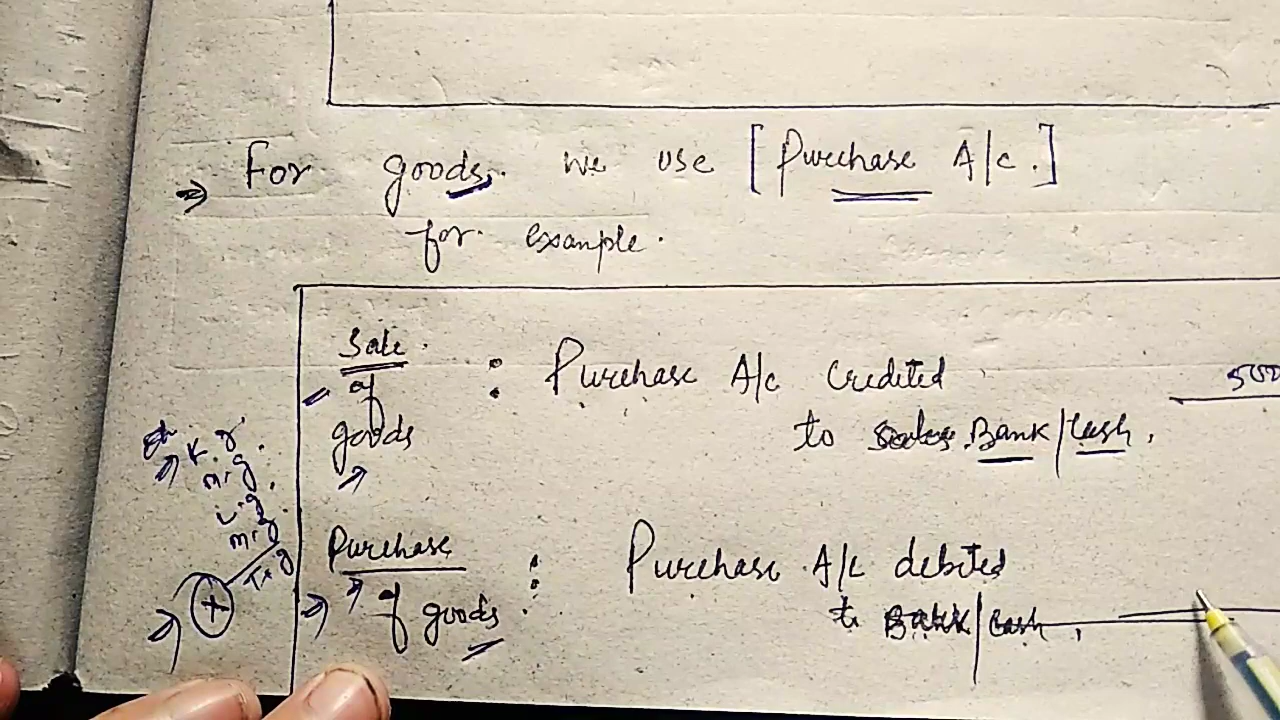 For goods. we use [Purchase A/c.]
for example.
Sale : Purchase A/c credited
of
goods to Bank/Cash.
Purchase : Purchase A/c debited
of goods to Bank/Cash.